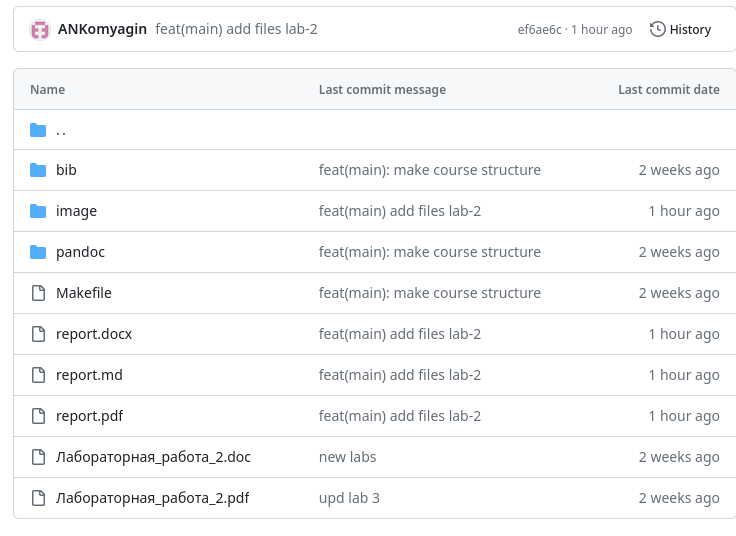 ANKomyagin feat(main) add files lab-2 ef6ae6c · 1 hour ago History
Name Last commit message Last commit date
..
bib feat(main): make course structure 2 weeks ago
image feat(main) add files lab-2 1 hour ago
pandoc feat(main): make course structure 2 weeks ago
Makefile feat(main): make course structure 2 weeks ago
report.docx feat(main) add files lab-2 1 hour ago
report.md feat(main) add files lab-2 1 hour ago
report.pdf feat(main) add files lab-2 1 hour ago
Лабораторная_работа_2.doc new labs 2 weeks ago
Лабораторная_работа_2.pdf upd lab 3 2 weeks ago